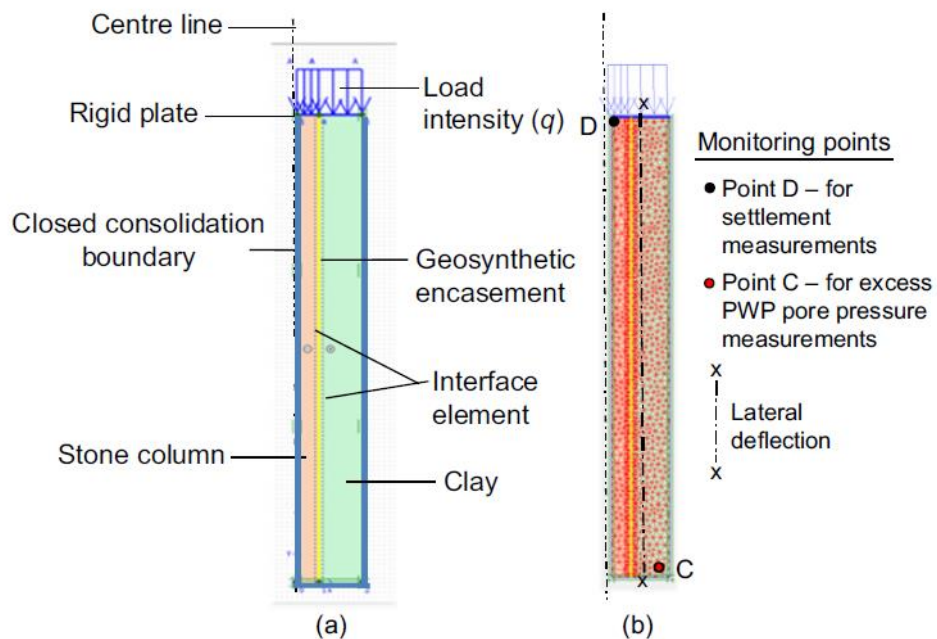 Centre line
Load
intensity (q)
Rigid plate
Closed consolidation
boundary
Geosynthetic
encasement
Interface
element
Stone column
Clay
(a)
x
D
Monitoring points
Point D – for
settlement
measurements
Point C – for excess
PWP pore pressure
measurements
x
Lateral
deflection
x
C
x
(b)